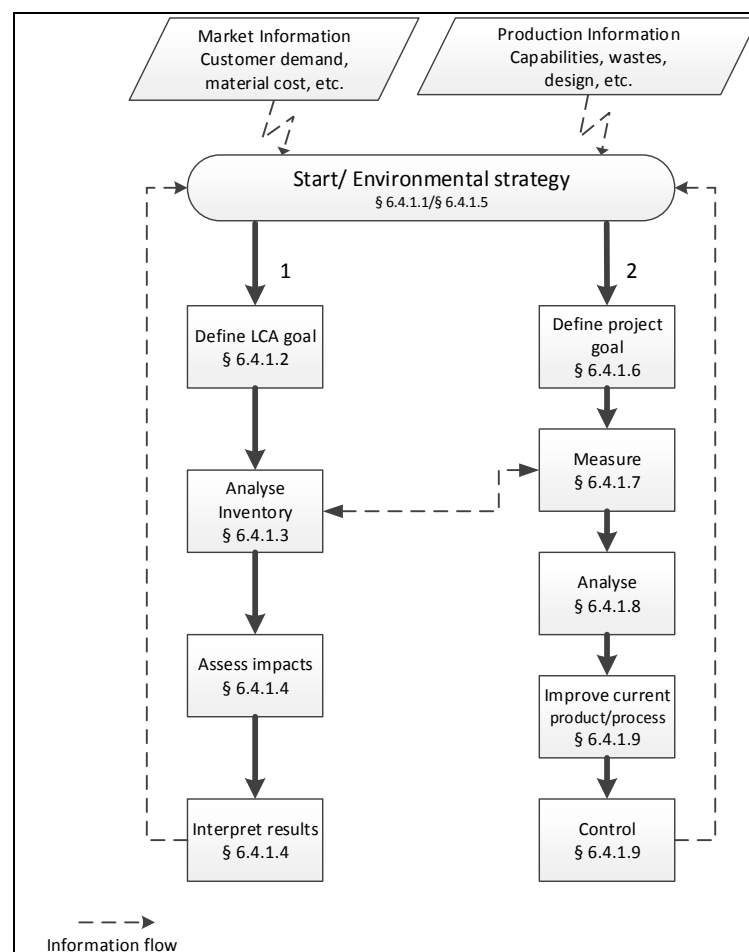 Market Information
Customer demand,
material cost, etc.
Production Information
Capabilities, wastes,
design, etc.
Start/ Environmental strategy
§ 6.4.1.1/§ 6.4.1.5
1
2
Define LCA goal
§ 6.4.1.2
Define project
goal
§ 6.4.1.6
Analyse
Inventory
§ 6.4.1.3
Measure
§ 6.4.1.7
Analyse
§ 6.4.1.8
Assess impacts
§ 6.4.1.4
Improve current
product/process
§ 6.4.1.9
Interpret results
§ 6.4.1.4
Control
§ 6.4.1.9
Information flow